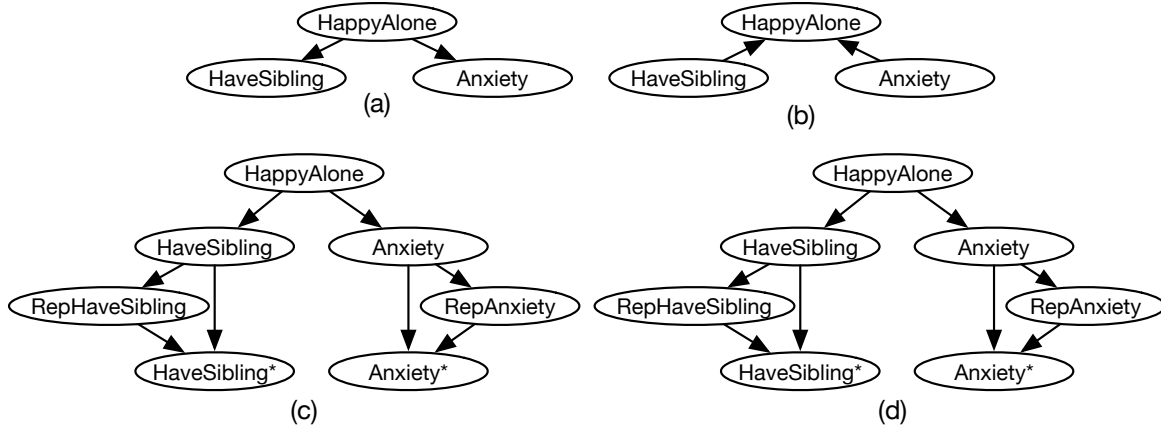 HappyAlone
HaveSibling
Anxiety
(a)
HappyAlone
HaveSibling
Anxiety
(b)
HappyAlone
HaveSibling
Anxiety
RepHaveSibling
RepAnxiety
HaveSibling*
Anxiety*
(c)
HappyAlone
HaveSibling
Anxiety
RepHaveSibling
RepAnxiety
HaveSibling*
Anxiety*
(d)